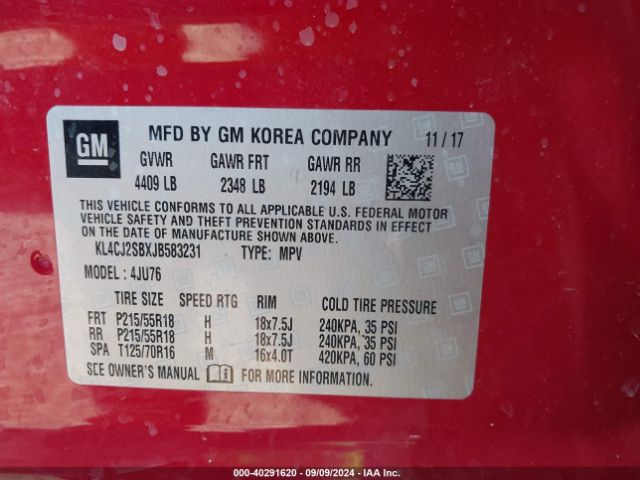 GM
MFD BY GM KOREA COMPANY 11 / 17
GVWR GAWR FRT GAWR RR
4409 LB 2348 LB 2194 LB
THIS VEHICLE CONFORMS TO ALL APPLICABLE U.S. FEDERAL MOTOR
VEHICLE SAFETY AND THEFT PREVENTION STANDARDS IN EFFECT
ON THE DATE OF MANUFACTURE SHOWN ABOVE.
KL4CJ2SBXJB583231 TYPE: MPV
MODEL : 4JU76
TIRE SIZE SPEED RTG RIM COLD TIRE PRESSURE
FRT P215/55R18 H 18x7.5J 240KPA, 35 PSI
RR P215/55R18 H 18x7.5J 240KPA, 35 PSI
SPA T125/70R16 M 16x4.0T 420KPA, 60 PSI
SEE OWNER'S MANUAL FOR MORE INFORMATION.
000-40291620 - 09/09/2024 - IAA Inc.